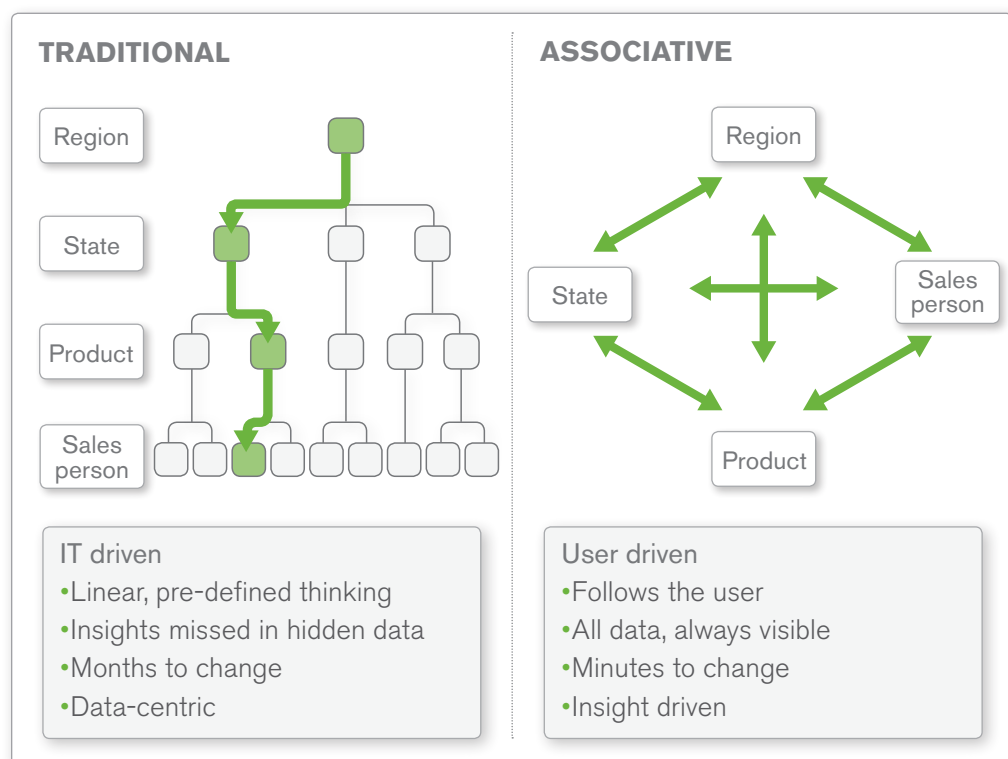 TRADITIONAL
Region
State
Product
Sales
person
IT driven
•Linear, pre-defined thinking
•Insights missed in hidden data
•Months to change
•Data-centric
ASSOCIATIVE
Region
State
Sales
person
Product
User driven
•Follows the user
•All data, always visible
•Minutes to change
•Insight driven